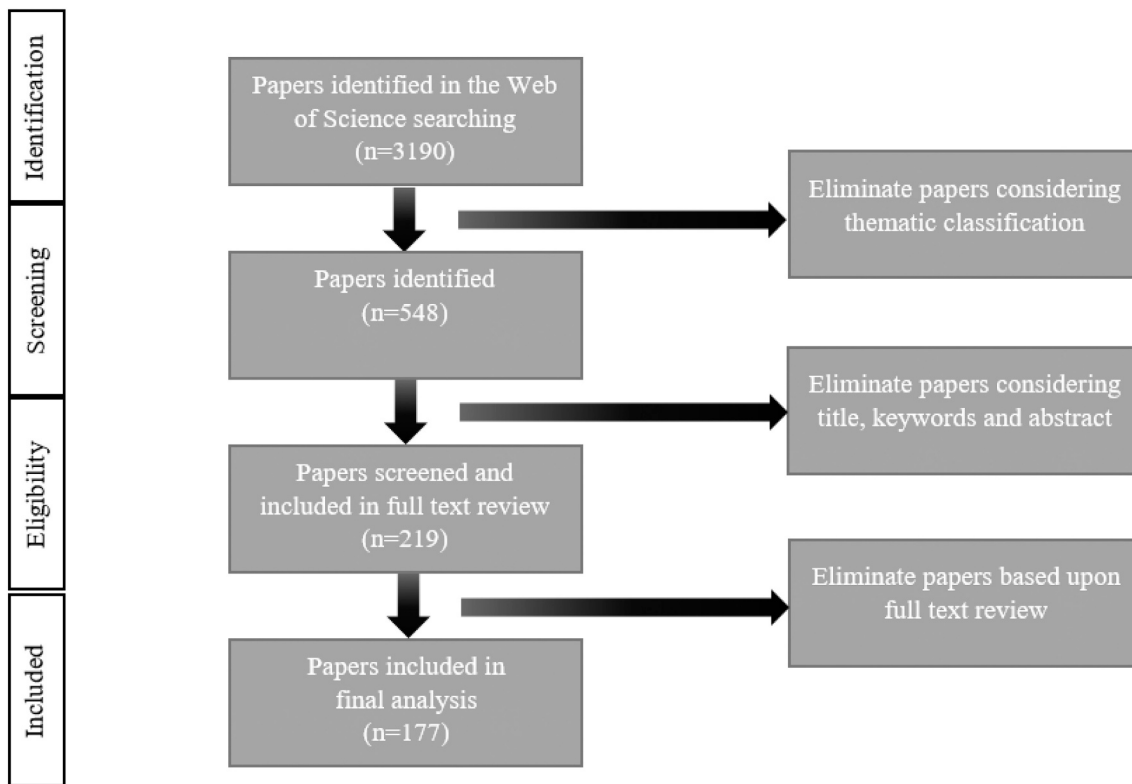 Identification
Papers identified in the Web
of Science searching
(n=3190)
Eliminate papers considering
thematic classification
Screening
Papers identified
(n=548)
Eliminate papers considering
title, keywords and abstract
Eligibility
Papers screened and
included in full text review
(n=219)
Eliminate papers based upon
full text review
Included
Papers included in
final analysis
(n=177)